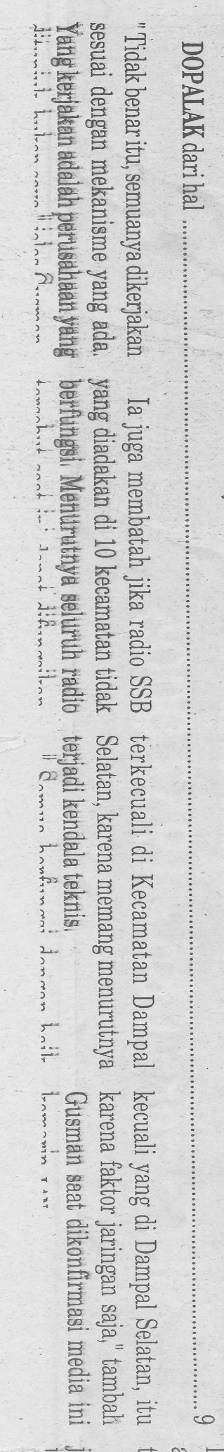 DOPALAK dari hal ........................................ 9
"Tidak benar itu, semuanya dikerjakan
sesuai dengan mekanisme yang ada.
Yang kerjakan adalah perusahaan yang
Ia juga membatah jika radio SSB
yang diadakan di 10 kecamatan tidak
berfungsi. Menurutnya seluruh radio
terkecuali di Kecamatan Dampal
Selatan, karena memang menurutnya
terjadi kendala teknis.
kecuali yang di Dampal Selatan, itu
karena faktor jaringan saja," tambah
Gusman saat dikonfirmasi media ini